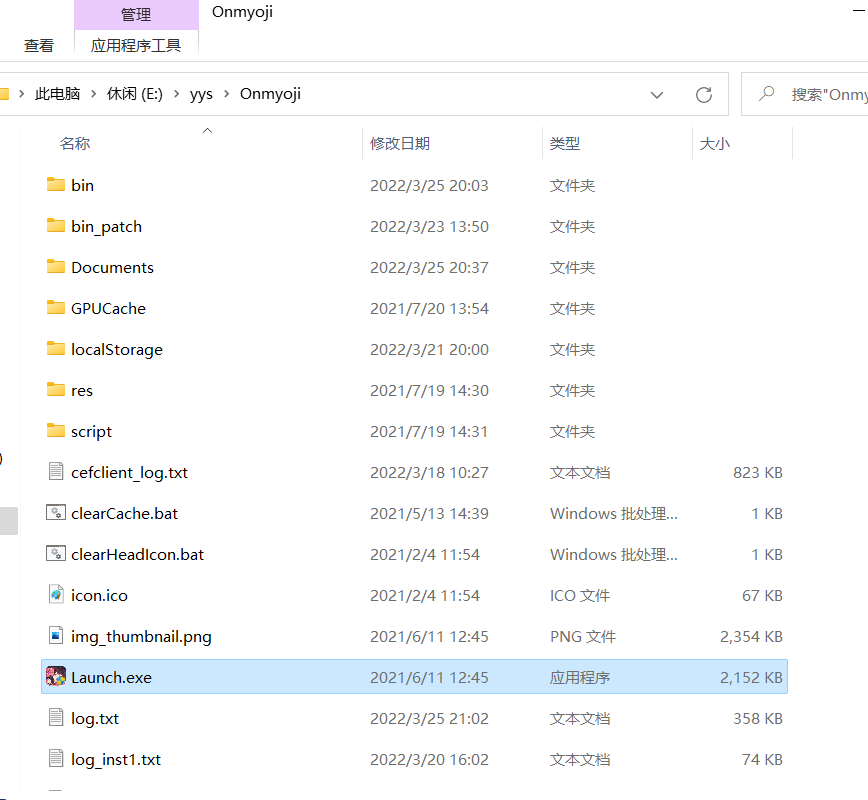 管理 Onmyoji
查看 应用程序工具
此电脑 休闲 (E:) yys Onmyoji 搜索"Onmy
名称 修改日期 类型 大小
bin 2022/3/25 20:03 文件夹
bin_patch 2022/3/23 13:50 文件夹
Documents 2022/3/25 20:37 文件夹
GPUCache 2021/7/20 13:54 文件夹
localStorage 2022/3/21 20:00 文件夹
res 2021/7/19 14:30 文件夹
script 2021/7/19 14:31 文件夹
cefclient_log.txt 2022/3/18 10:27 文本文档 823 KB
clearCache.bat 2021/5/13 14:39 Windows 批处理... 1 KB
clearHeadIcon.bat 2021/2/4 11:54 Windows 批处理... 1 KB
icon.ico 2021/2/4 11:54 ICO 文件 67 KB
img_thumbnail.png 2021/6/11 12:45 PNG 文件 2,354 KB
Launch.exe 2021/6/11 12:45 应用程序 2,152 KB
log.txt 2022/3/25 21:02 文本文档 358 KB
log_inst1.txt 2022/3/20 16:02 文本文档 74 KB